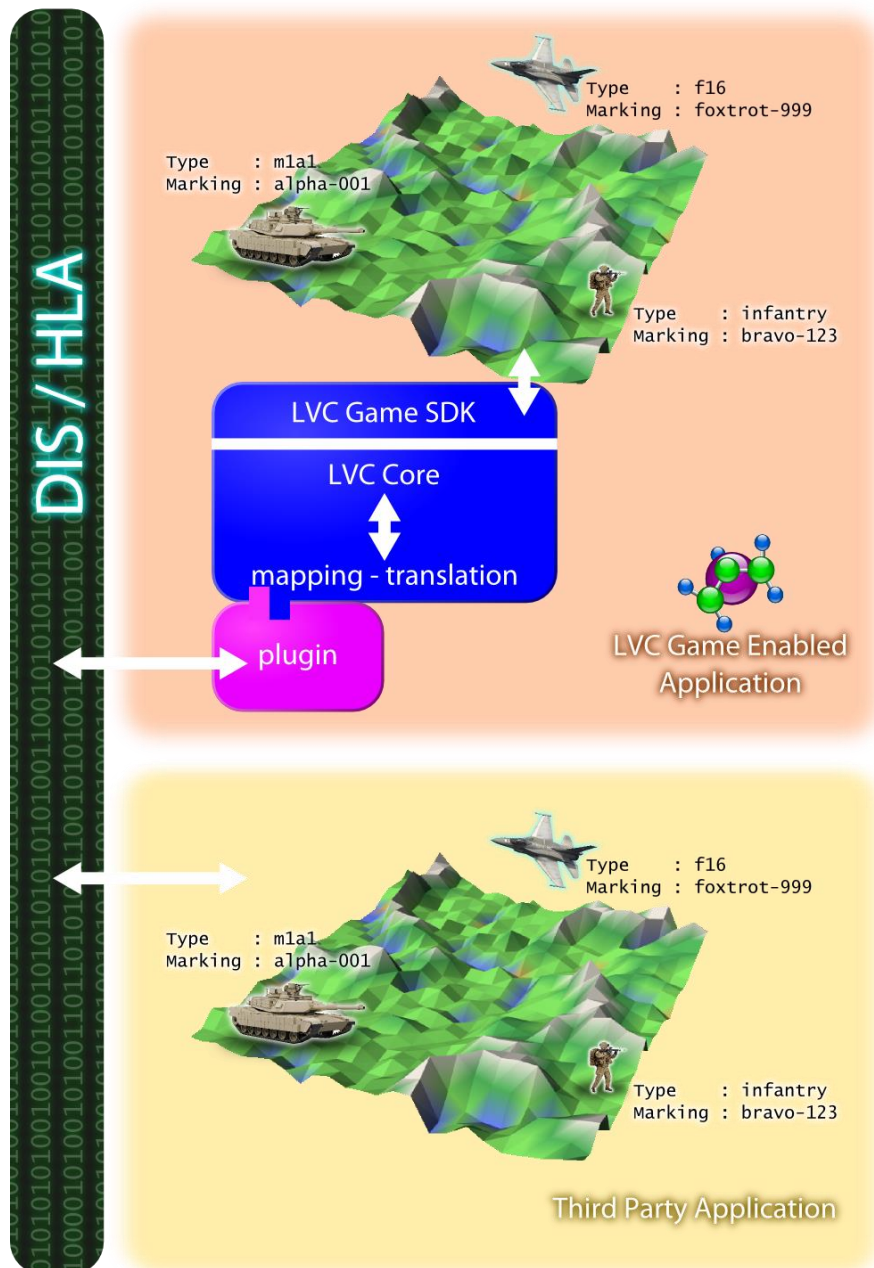 DIS / HLA
Type : f16
Marking : foxtrot-999
Type : m1a1
Marking : alpha-001
Type : infantry
Marking : bravo-123
LVC Game SDK
LVC Core
mapping - translation
plugin
LVC Game Enabled
Application
Type : f16
Marking : foxtrot-999
Type : m1a1
Marking : alpha-001
Type : infantry
Marking : bravo-123
Third Party Application